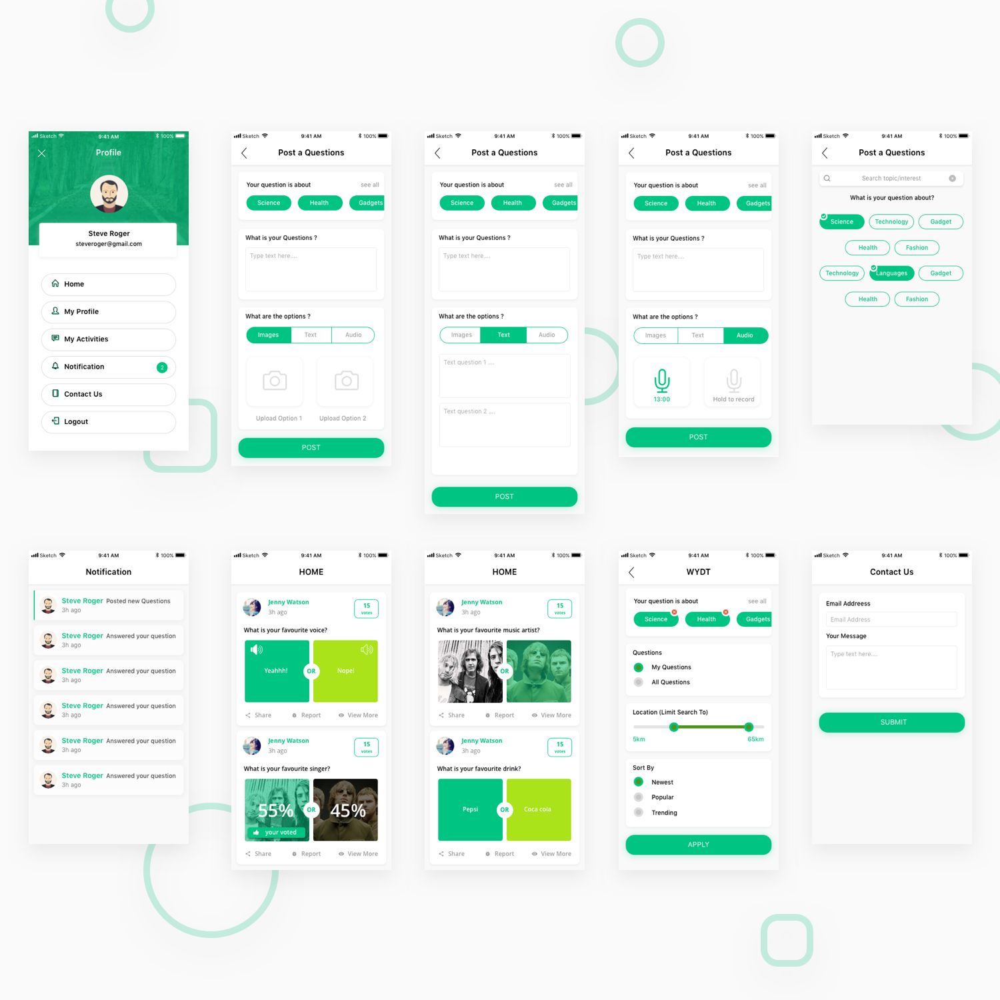 Sketch 9:41 AM 100%
Profile
Steve Roger
steveroger@gmail.com
Home
My Profile
My Activities
Notification 2
Contact Us
Logout
Sketch 9:41 AM 100%
Post a Questions
Your question is about see all
Science Health Gadgets
What is your Questions ?
Type text here....
What are the options ?
Images Text Audio
Upload Option 1 Upload Option 2
POST
Sketch 9:41 AM 100%
Post a Questions
Your question is about see all
Science Health Gadgets
What is your Questions ?
Type text here....
What are the options ?
Images Text Audio
Text question 1 ....
Text question 2 ....
POST
Sketch 9:41 AM 100%
Post a Questions
Your question is about see all
Science Health Gadgets
What is your Questions ?
Type text here....
What are the options ?
Images Text Audio
13:00 Hold to record
POST
Sketch 9:41 AM 100%
Post a Questions
Search topic/interest
What is your question about?
Science Technology Gadget
Health Fashion
Technology Languages Gadget
Health Fashion
Sketch 9:41 AM 100%
Notification
Steve Roger Posted new Questions
3h ago
Steve Roger Answered your question
3h ago
Steve Roger Answered your question
3h ago
Steve Roger Answered your question
3h ago
Steve Roger Answered your question
3h ago
Steve Roger Answered your question
3h ago
Sketch 9:41 AM 100%
HOME
Jenny Watson
3h ago
15
votes
What is your favourite voice?
Yeahhh! OR Nope!
Share Report View More
Jenny Watson
3h ago
15
votes
What is your favourite singer?
55% OR 45%
your voted
Share Report View More
Sketch 9:41 AM 100%
HOME
Jenny Watson
3h ago
15
votes
What is your favourite music artist?
OR
Share Report View More
Jenny Watson
3h ago
15
votes
What is your favourite drink?
Pepsi OR Coca cola
Share Report View More
Sketch 9:41 AM 100%
WYDT
Your question is about see all
Science Health Gadgets
Questions
My Questions
All Questions
Location (Limit Search To)
5km 65km
Sort By
Newest
Popular
Trending
APPLY
Sketch 9:41 AM 100%
Contact Us
Email Addreess
Email Address
Your Message
Type text here....
SUBMIT